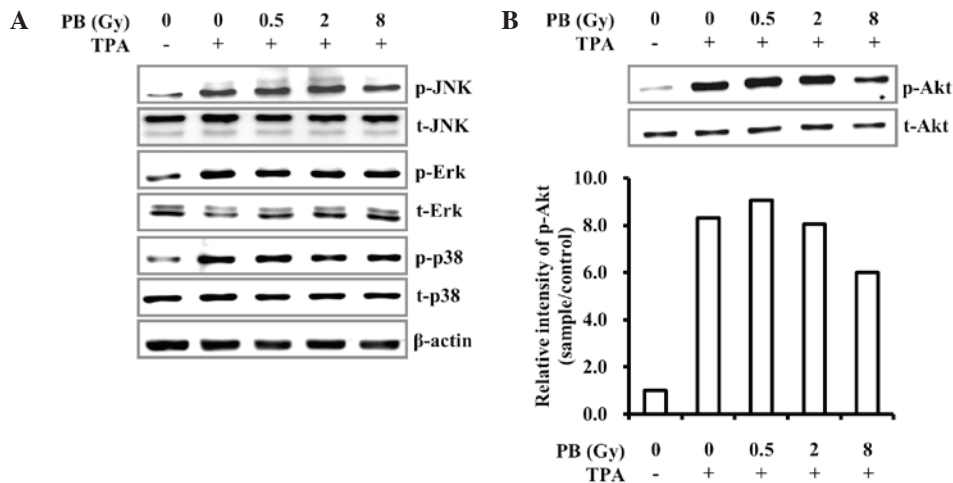 A
PB (Gy) 0 0 0.5 2 8
TPA - + + + +
p-JNK
t-JNK
p-Erk
t-Erk
p-p38
t-p38
β-actin
B
PB (Gy) 0 0 0.5 2 8
TPA - + + + +
p-Akt
t-Akt
Relative intensity of p-Akt
(sample/control)
10.0
8.0
6.0
4.0
2.0
0.0
PB (Gy) 0 0 0.5 2 8
TPA - + + + +